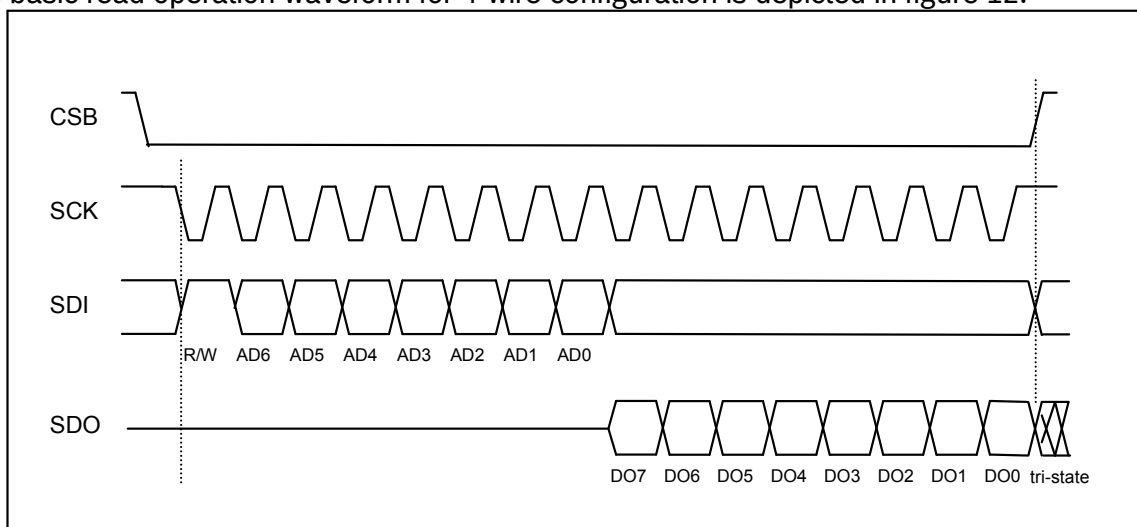 basic read operation waveform for 4-wire configuration is depicted in figure 12:
CSB
SCK
SDI
R/W AD6 AD5 AD4 AD3 AD2 AD1 AD0
SDO
DO7 DO6 DO5 DO4 DO3 DO2 DO1 DO0 tri-state